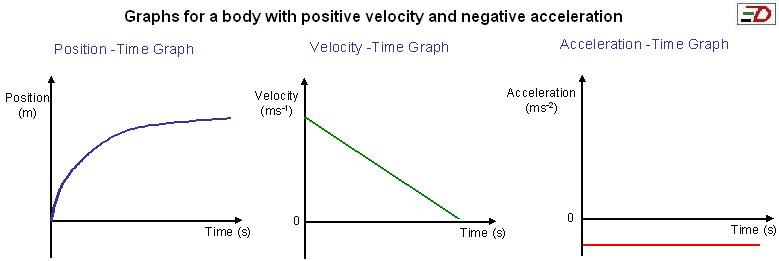 Graphs for a body with positive velocity and negative acceleration
ED
Position -Time Graph
Velocity -Time Graph
Acceleration -Time Graph
Position
(m)
Time (s)
Velocity
(ms-1)
0
Time (s)
Acceleration
(ms-2)
0
Time (s)